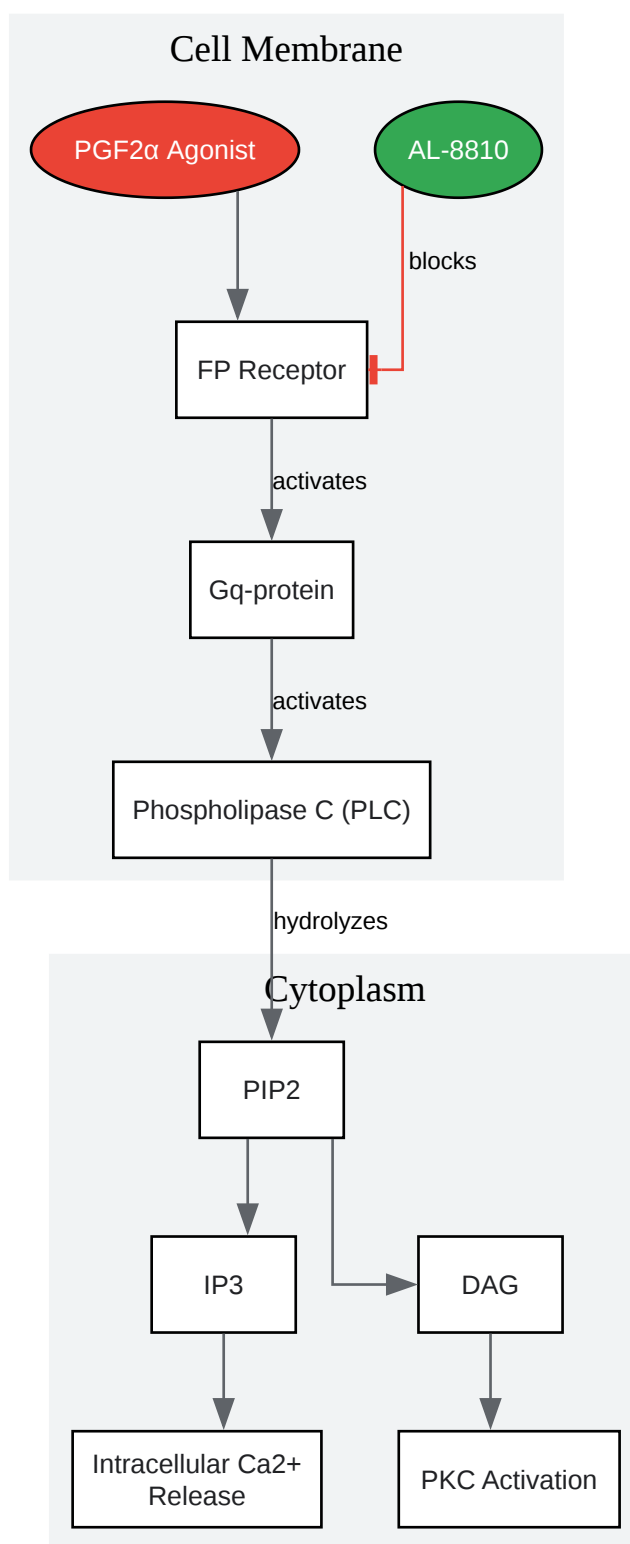 Cell Membrane
PGF2α Agonist
AL-8810
blocks
FP Receptor
activates
Gq-protein
activates
Phospholipase C (PLC)
hydrolyzes
Cytoplasm
PIP2
IP3
DAG
Intracellular Ca2+
Release
PKC Activation